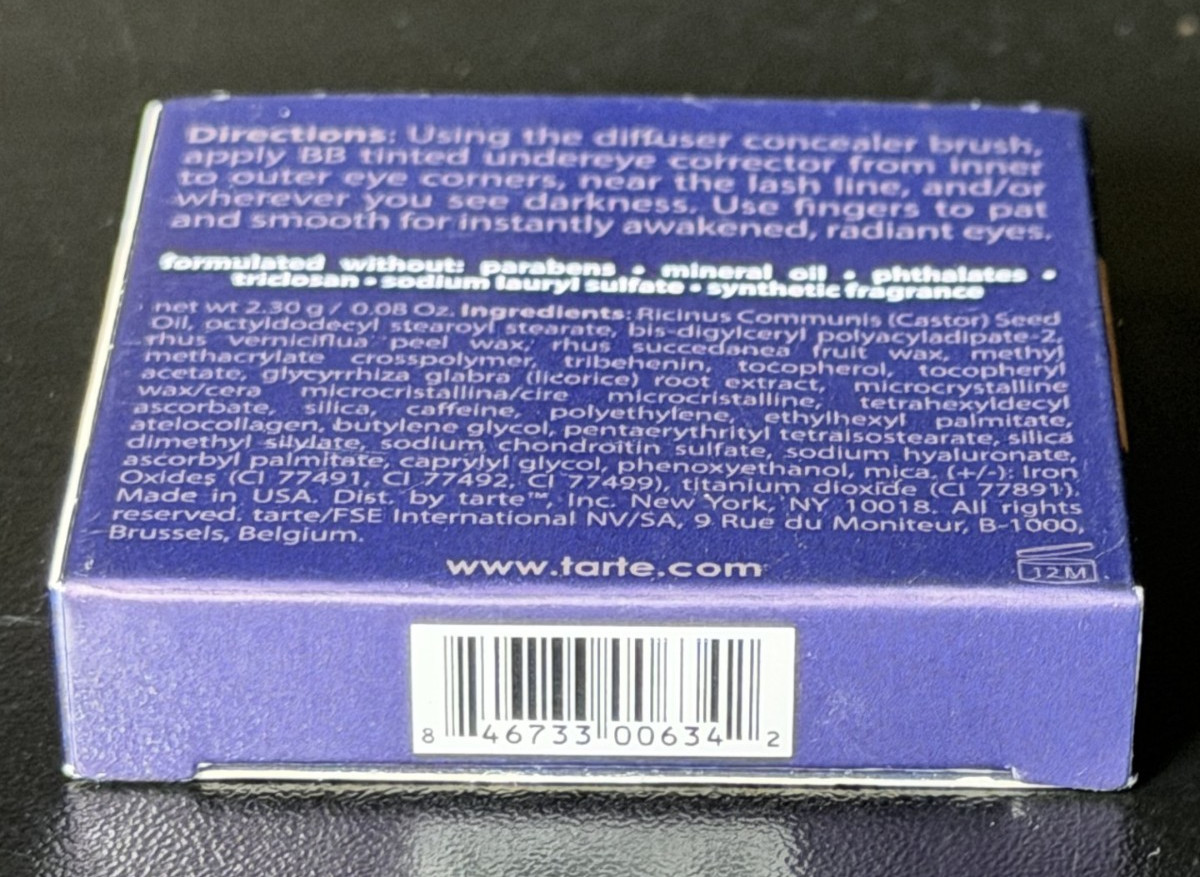 Directions: Using the diffuser concealer brush,
apply BB tinted undereye corrector from inner
to outer eye corners, near the lash line, and/or
wherever you see darkness. Use fingers to pat
and smooth for instantly awakened, radiant eyes.
formulated without: parabens • mineral oil • phthalates •
triclosan • sodium lauryl sulfate • synthetic fragrance
net wt 2.30 g / 0.08 Oz. Ingredients: Ricinus Communis (Castor) Seed
Oil, octyldodecyl stearoyl stearate, bis-digylceryl polyacyladipate-2,
rhus verniciflua peel wax, rhus succedanea fruit wax, methyl
methacrylate crosspolymer, tribehenin, tocopherol, tocopheryl
acetate, glycyrrhiza glabra (licorice) root extract, microcrystalline
wax/cera microcristallina/cire microcristalline, tetrahexyldecyl
ascorbate, silica, caffeine, polyethylene, ethylhexyl palmitate,
atelocollagen, butylene glycol, pentaerythrityl tetraisostearate, silica
dimethyl silylate, sodium chondroitin sulfate, sodium hyaluronate,
ascorbyl palmitate, caprylyl glycol, phenoxyethanol, mica. (+/-): Iron
Oxides (CI 77491, CI 77492, CI 77499), titanium dioxide (CI 77891).
Made in USA. Dist. by tarte™, Inc. New York, NY 10018. All rights
reserved. tarte/FSE International NV/SA, 9 Rue du Moniteur, B-1000,
Brussels, Belgium.
www.tarte.com
12M
8 46733 00634 2